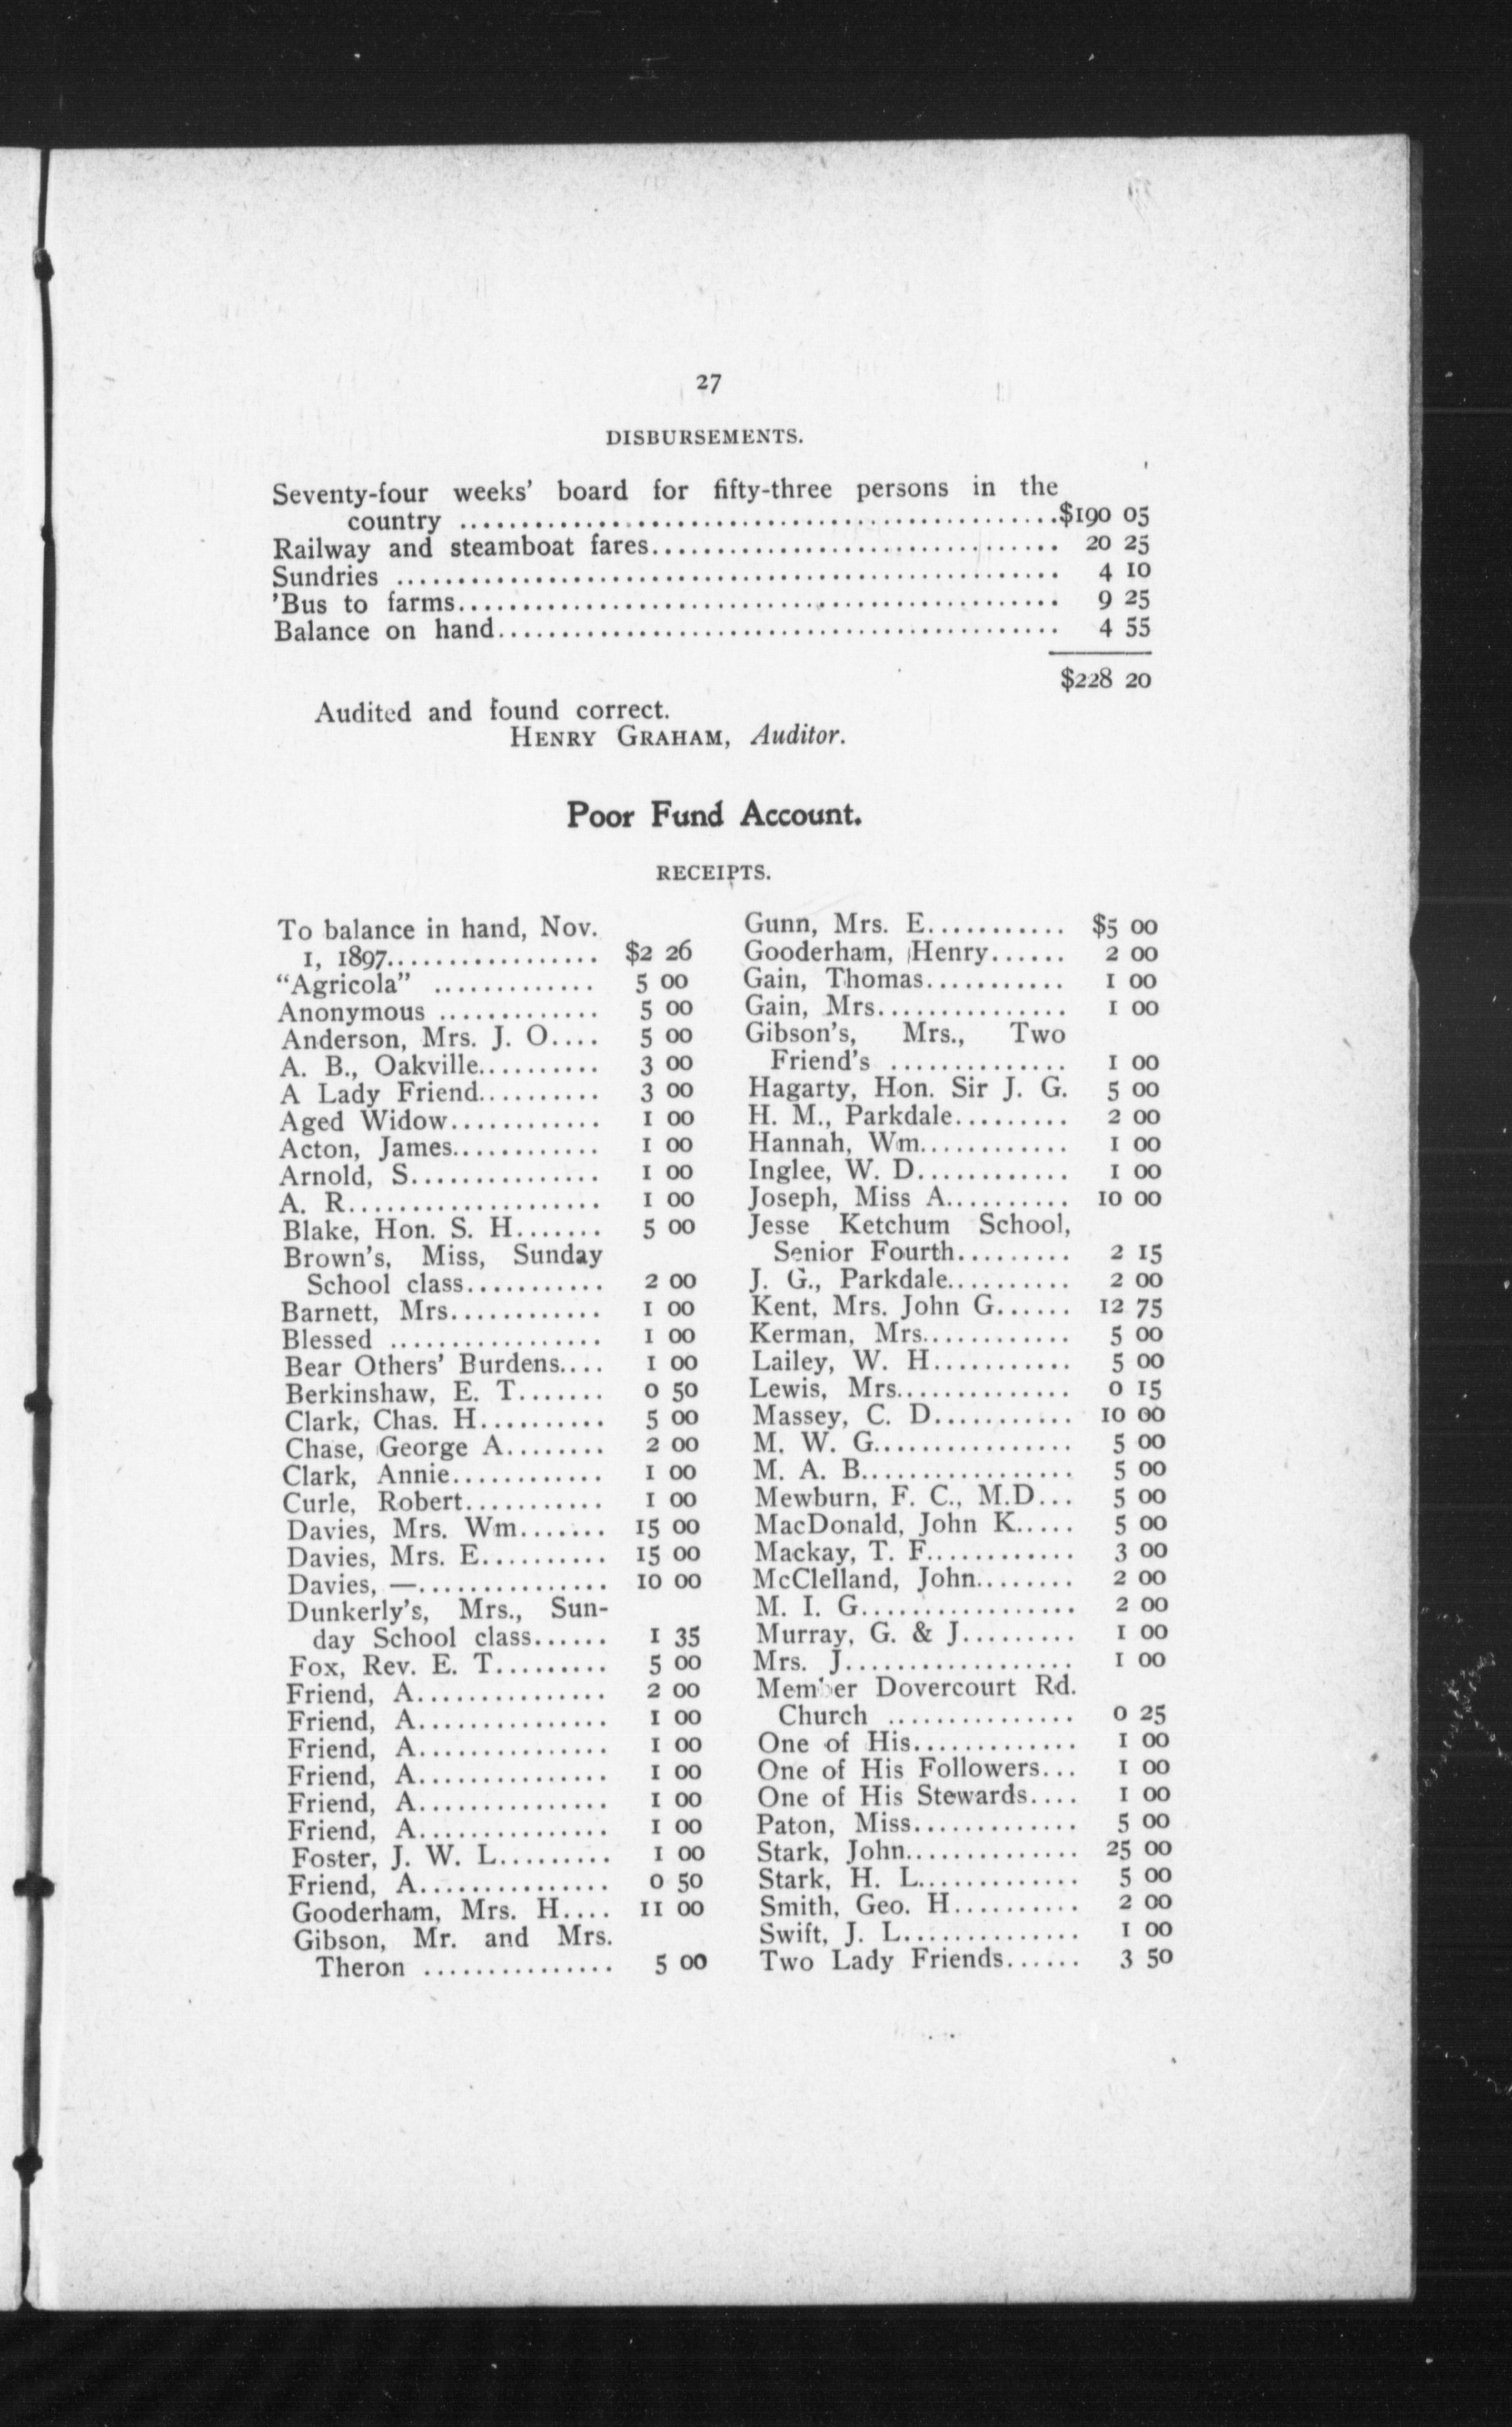 27
DISBURSEMENTS.
Seventy-four weeks' board for fifty-three persons in the
country ................................................$190 05
Railway and steamboat fares................................ 20 25
Sundries ..................................................... 4 10
'Bus to farms................................................ 9 25
Balance on hand............................................. 4 55
$228 20
Audited and found correct.
HENRY GRAHAM, Auditor.
Poor Fund Account.
RECEIPTS.
To balance in hand, Nov.
1, 1897................. $2 26
"Agricola" ............. 5 00
Anonymous ............. 5 00
Anderson, Mrs. J. O.... 5 00
A. B., Oakville.......... 3 00
A Lady Friend.......... 3 00
Aged Widow............ 1 00
Acton, James............ 1 00
Arnold, S............... 1 00
A. R.................... 1 00
Blake, Hon. S. H....... 5 00
Brown's, Miss, Sunday
School class........... 2 00
Barnett, Mrs............ 1 00
Blessed ................. 1 00
Bear Others' Burdens.... 1 00
Berkinshaw, E. T....... 0 50
Clark, Chas. H.......... 5 00
Chase, George A........ 2 00
Clark, Annie............ 1 00
Curle, Robert........... 1 00
Davies, Mrs. Wm....... 15 00
Davies, Mrs. E.......... 15 00
Davies, —............... 10 00
Dunkerly's, Mrs., Sun-
day School class...... 1 35
Fox, Rev. E. T......... 5 00
Friend, A............... 2 00
Friend, A............... 1 00
Friend, A............... 1 00
Friend, A............... 1 00
Friend, A............... 1 00
Friend, A............... 1 00
Foster, J. W. L......... 1 00
Friend, A............... 0 50
Gooderham, Mrs. H.... 11 00
Gibson, Mr. and Mrs.
Theron ............... 5 00
Gunn, Mrs. E........... $5 00
Gooderham, Henry...... 2 00
Gain, Thomas........... 1 00
Gain, Mrs............... 1 00
Gibson's, Mrs., Two
Friend's .............. 1 00
Hagarty, Hon. Sir J. G. 5 00
H. M., Parkdale......... 2 00
Hannah, Wm............ 1 00
Inglee, W. D............ 1 00
Joseph, Miss A.......... 10 00
Jesse Ketchum School,
Senior Fourth......... 2 15
J. G., Parkdale.......... 2 00
Kent, Mrs. John G...... 12 75
Kerman, Mrs............ 5 00
Lailey, W. H........... 5 00
Lewis, Mrs.............. 0 15
Massey, C. D........... 10 00
M. W. G................ 5 00
M. A. B................. 5 00
Mewburn, F. C., M.D... 5 00
MacDonald, John K..... 5 00
Mackay, T. F............ 3 00
McClelland, John........ 2 00
M. I. G................. 2 00
Murray, G. & J......... 1 00
Mrs. J.................. 1 00
Member Dovercourt Rd.
Church ............... 0 25
One of His............. 1 00
One of His Followers... 1 00
One of His Stewards.... 1 00
Paton, Miss............. 5 00
Stark, John.............. 25 00
Stark, H. L............. 5 00
Smith, Geo. H.......... 2 00
Swift, J. L.............. 1 00
Two Lady Friends...... 3 50